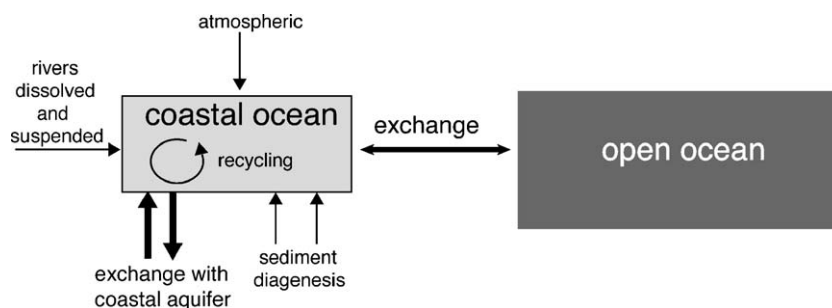 atmospheric
rivers
dissolved
and
suspended
coastal ocean
recycling
exchange
open ocean
exchange with
coastal aquifer
sediment
diagenesis